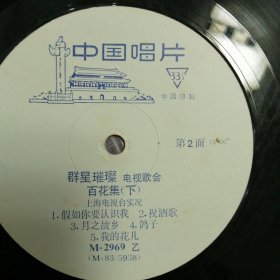 中国唱片
33⅓
中国唱制
第2面
群星璀璨 电视歌会
百花集(下)
上海电视台实况
1.假如你要认识我 2.祝酒歌
3.月之故乡 4.鸽子
5.我的花儿
M-2969 乙
(M-83/5938)